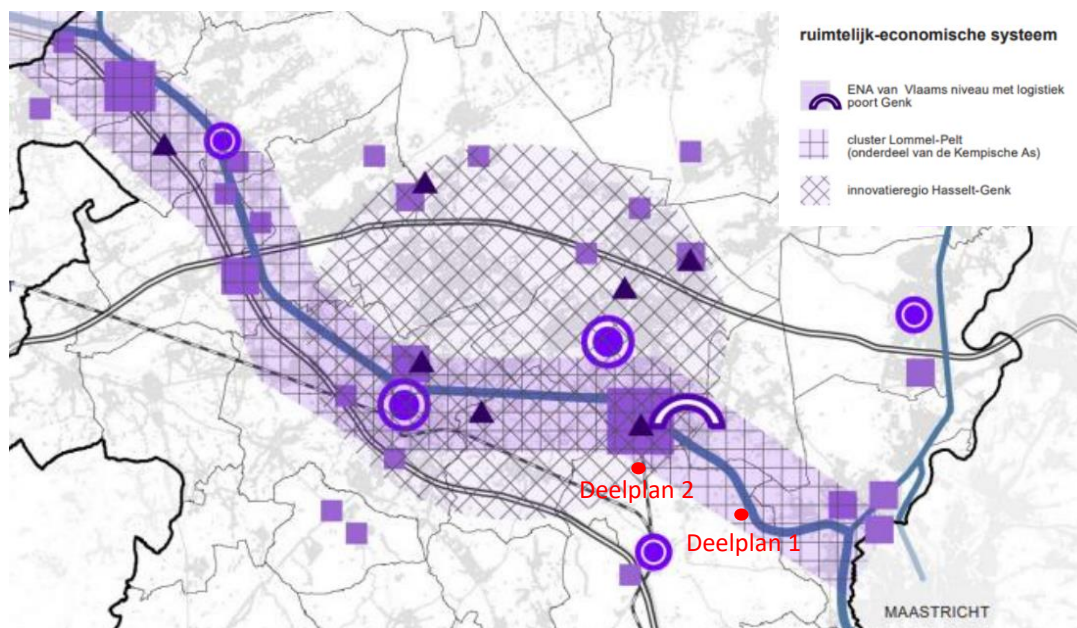 ruimtelijk-economische systeem
ENA van Vlaams niveau met logistiek
poort Genk
cluster Lommel-Pelt
(onderdeel van de Kempische As)
innovatieregio Hasselt-Genk
Deelplan 2
Deelplan 1
MAASTRICHT